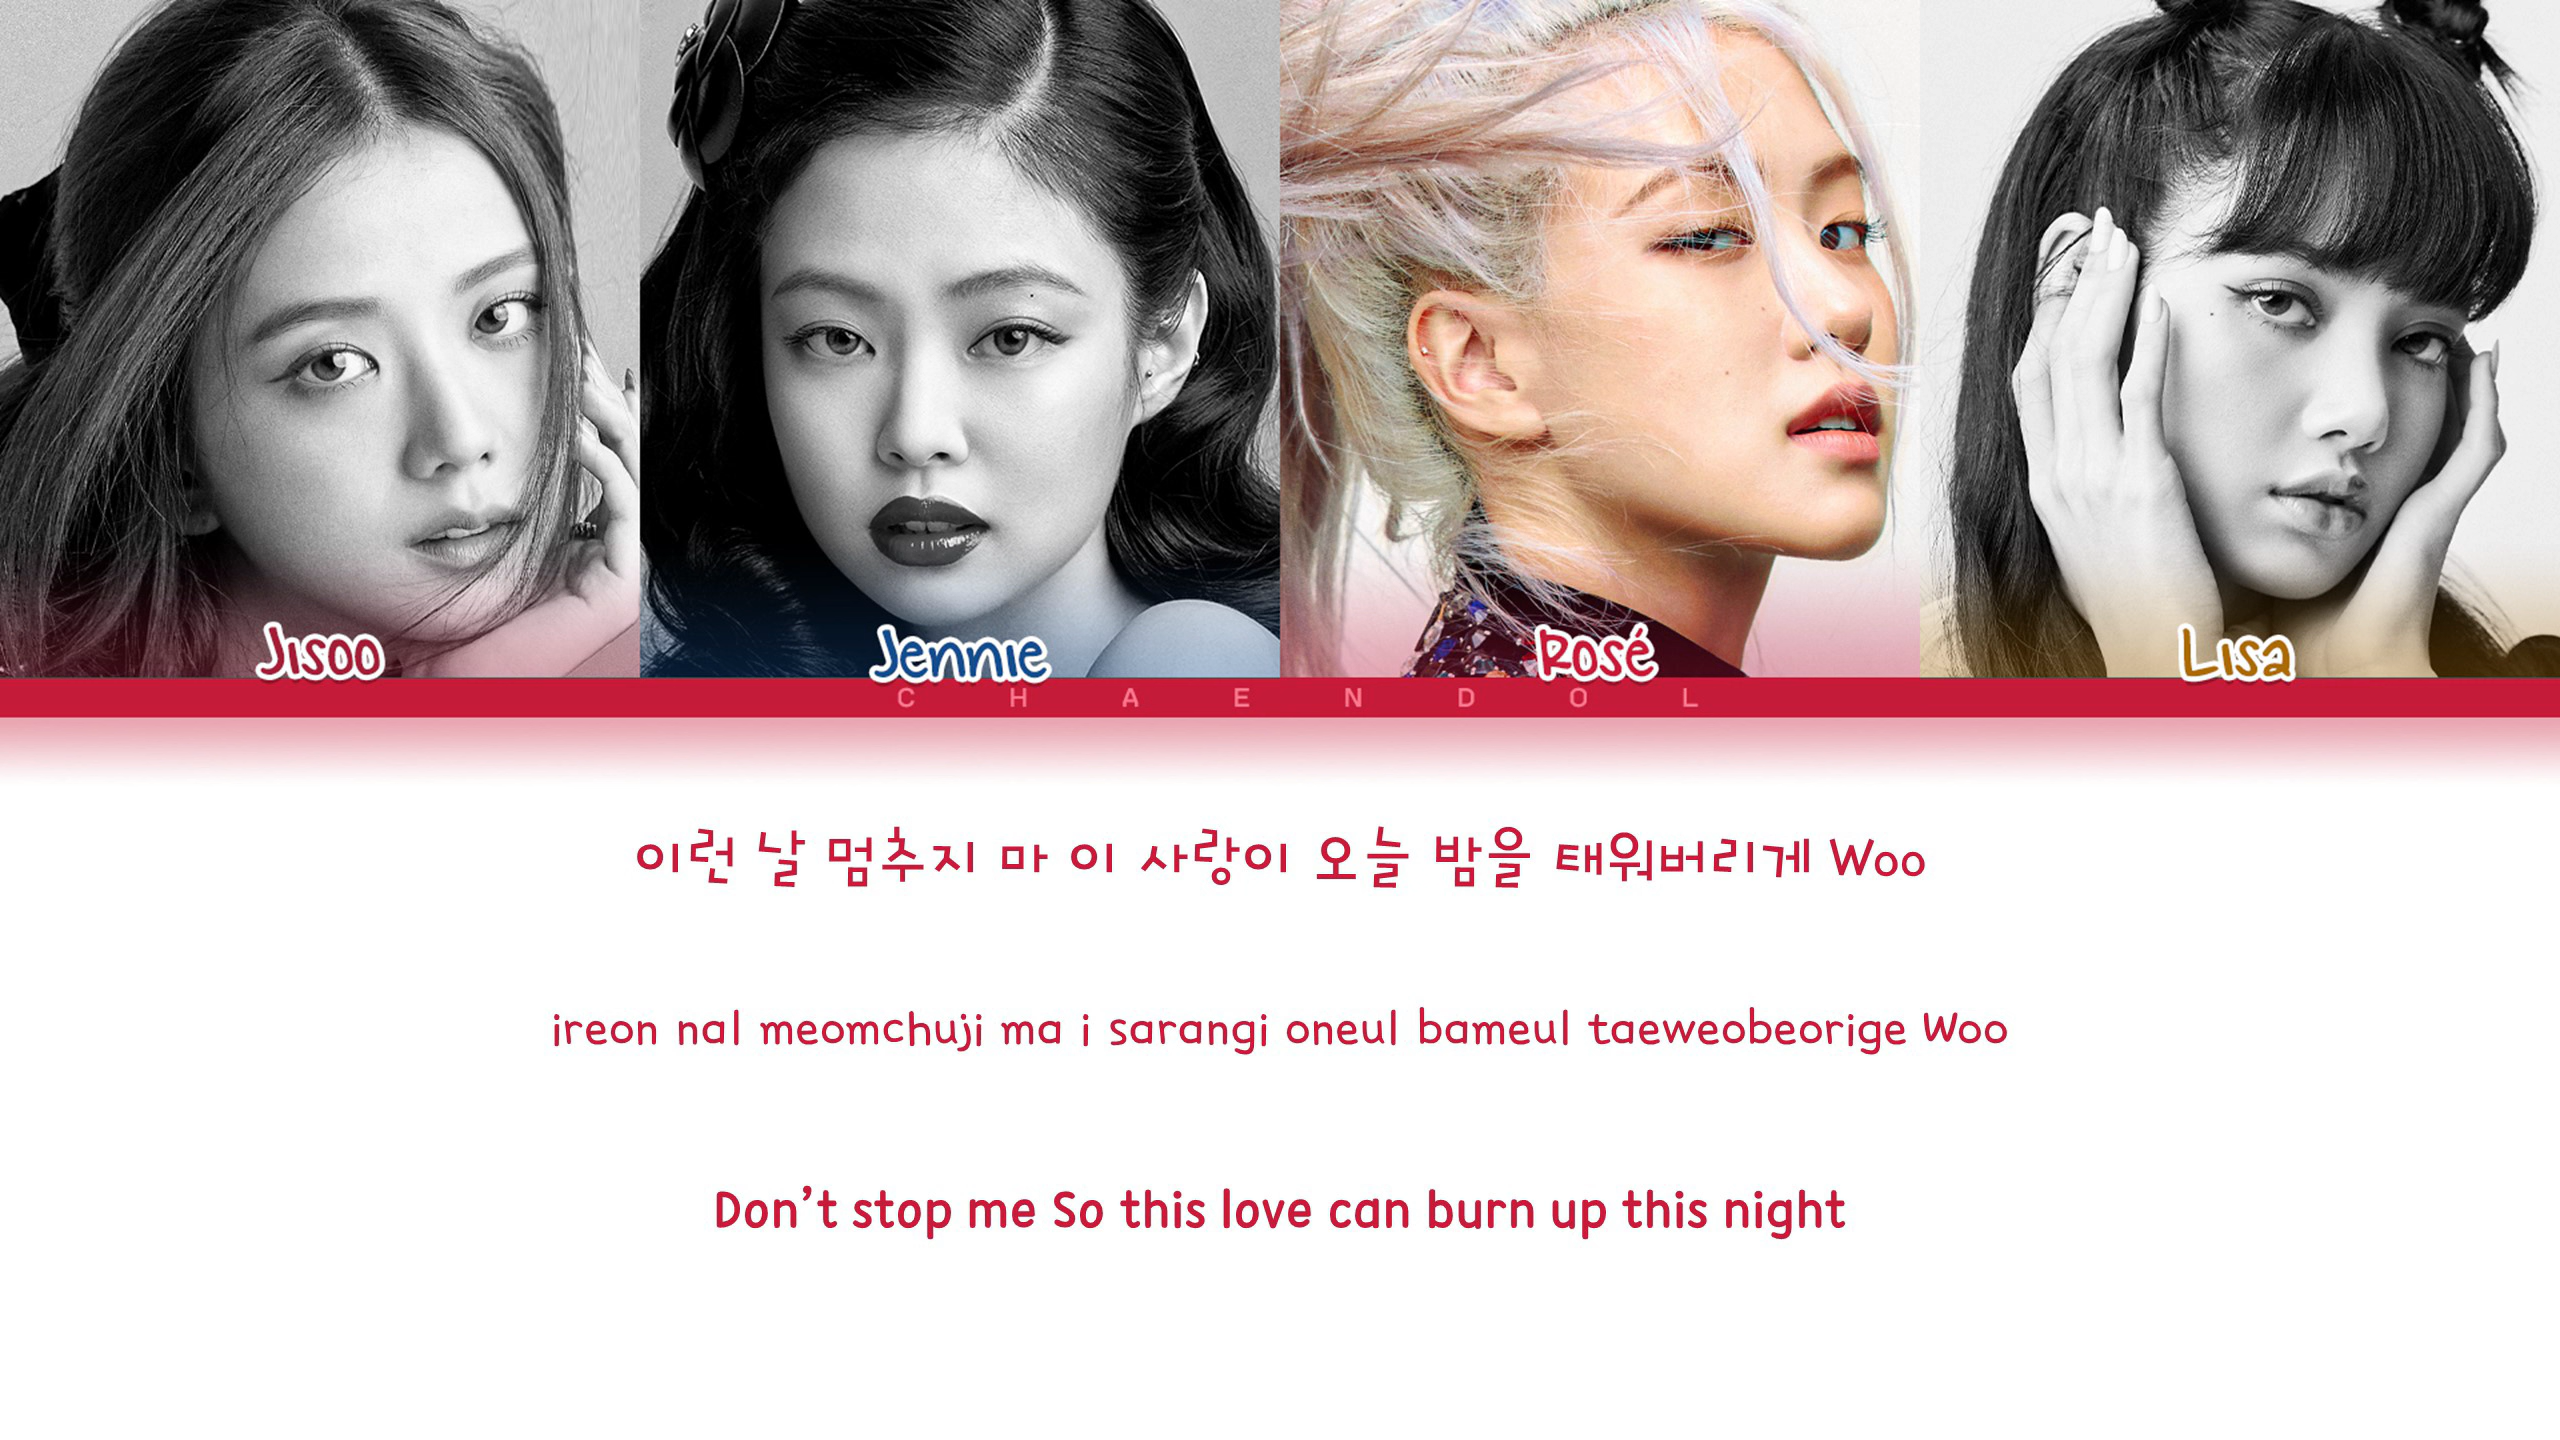 Jisoo
Jennie
Rosé
Lisa
CHAENDOL
이런 날 멈추지 마 이 사랑이 오늘 밤을 태워버리게 Woo
ireon nal meomchuji ma i sarangi oneul bameul taeweobeorige Woo
Don't stop me So this love can burn up this night